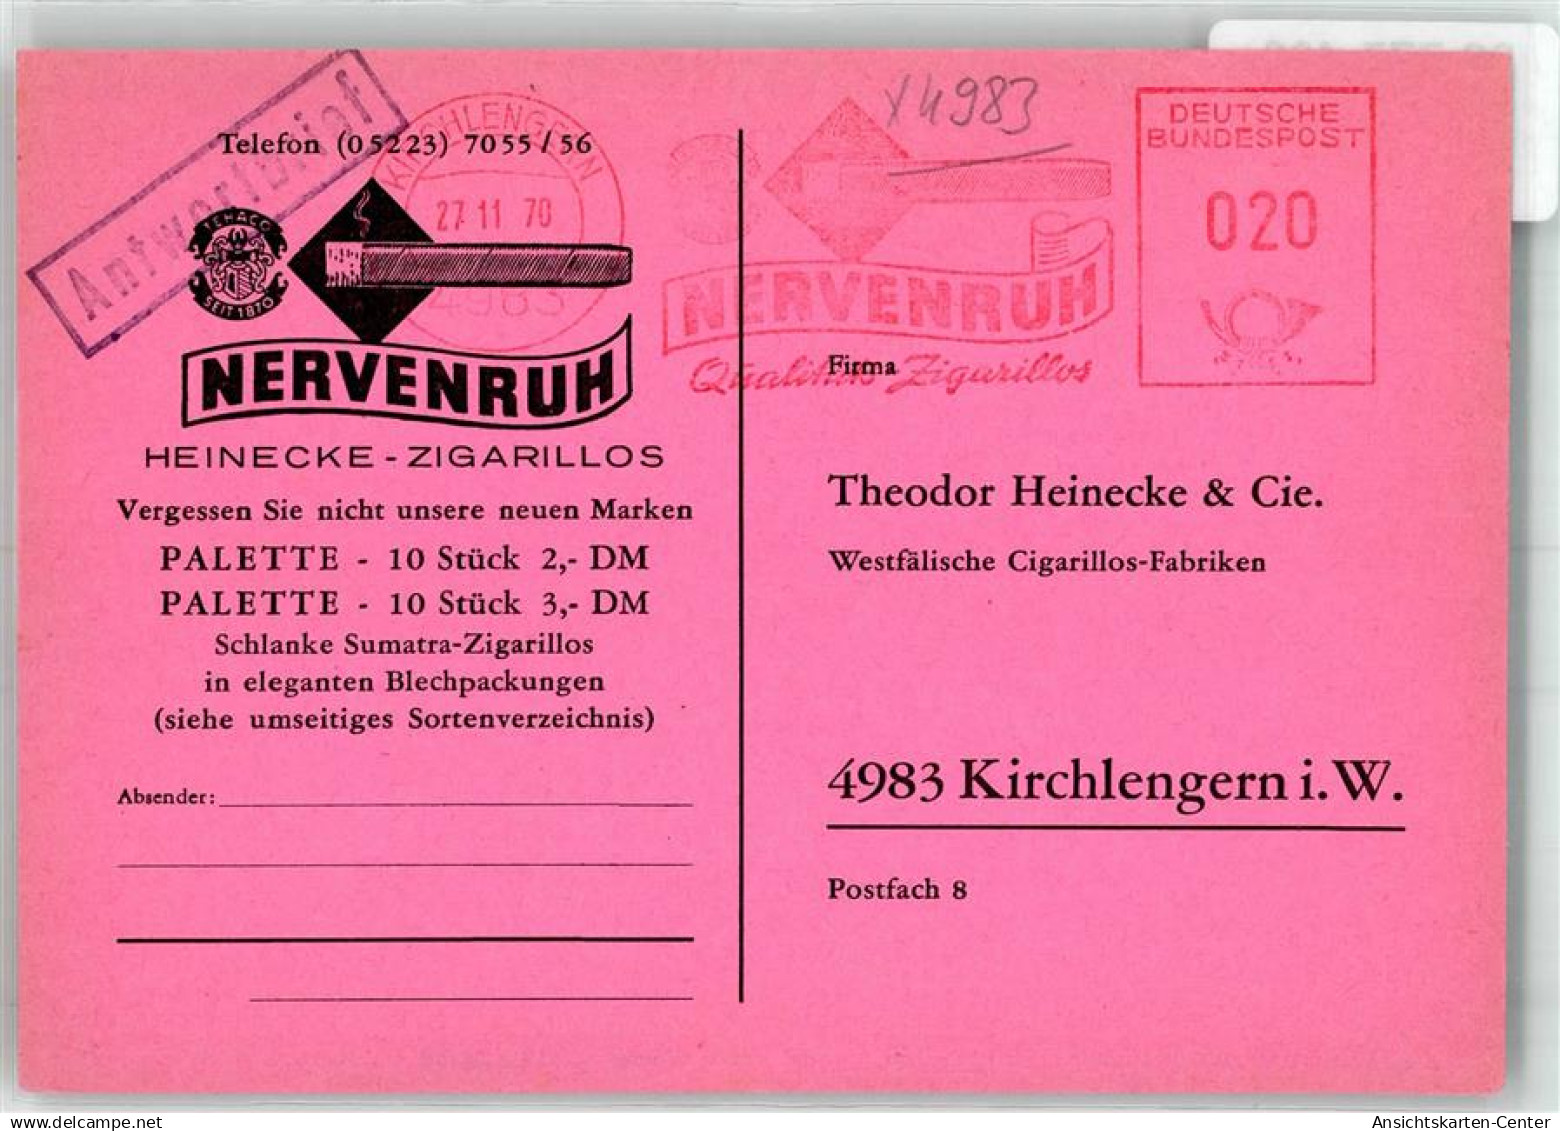 Antwortbrief
Telefon (05223) 7055 / 56
KIRCHLENGERN
27 11 70
4983
TEHACO
SEIT 1870
NERVENRUH
HEINECKE - ZIGARILLOS
Vergessen Sie nicht unsere neuen Marken
PALETTE - 10 Stück 2,- DM
PALETTE - 10 Stück 3,- DM
Schlanke Sumatra-Zigarillos
in eleganten Blechpackungen
(siehe umseitiges Sortenverzeichnis)
Absender:
4983
NERVENRUH
Qualitäts-Zigarillos
DEUTSCHE
BUNDESPOST
020
Firma
Theodor Heinecke & Cie.
Westfälische Cigarillos-Fabriken
4983 Kirchlengern i. W.
Postfach 8
delcampe.net
Ansichtskarten-Center